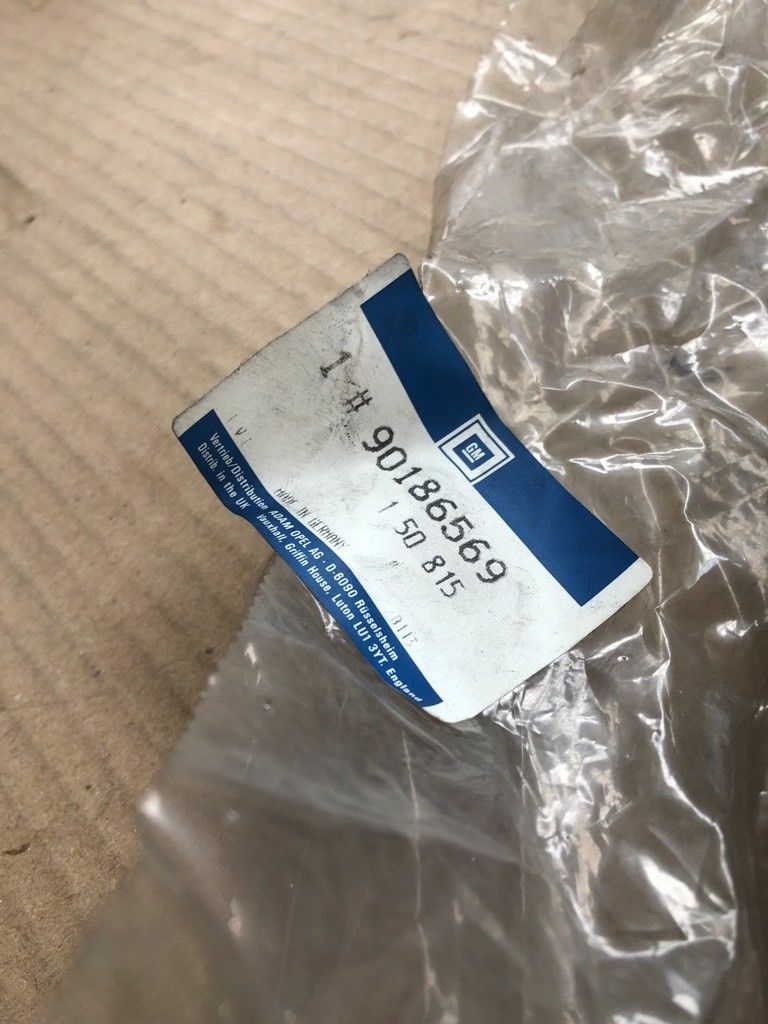 GM
1 # 90186569
1 50 815
MADE IN GERMANY
Vertrieb/Distribution ADAM OPEL AG · D-6090 Rüsselsheim
Distrib. in the UK Vauxhall, Griffin House, Luton LU1 3YT. England